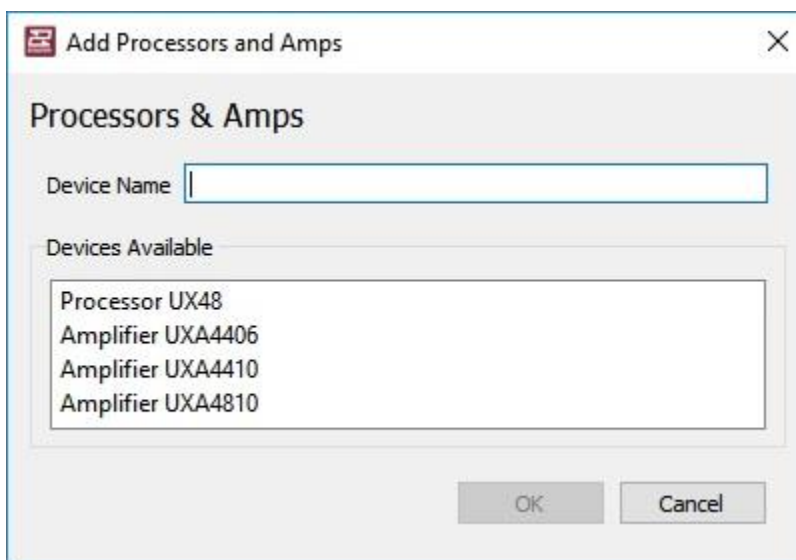 Add Processors and Amps
Processors & Amps
Device Name
Devices Available
Processor UX48
Amplifier UXA4406
Amplifier UXA4410
Amplifier UXA4810
OK Cancel